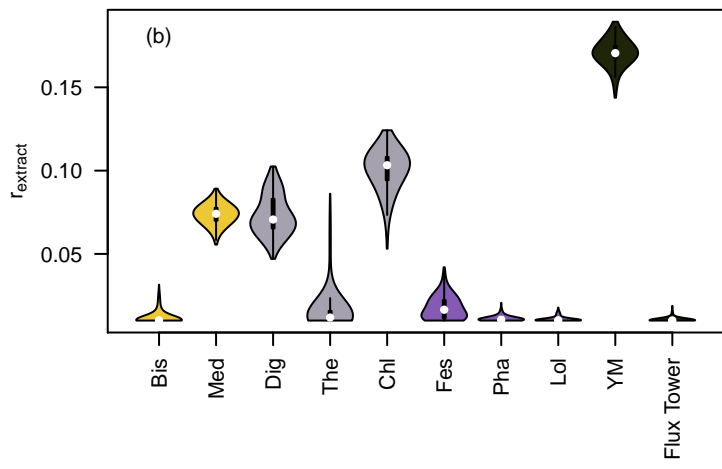 (b)
r_extract
0.15
0.10
0.05
Bis
Med
Dig
The
Chl
Fes
Pha
Lol
YM
Flux Tower